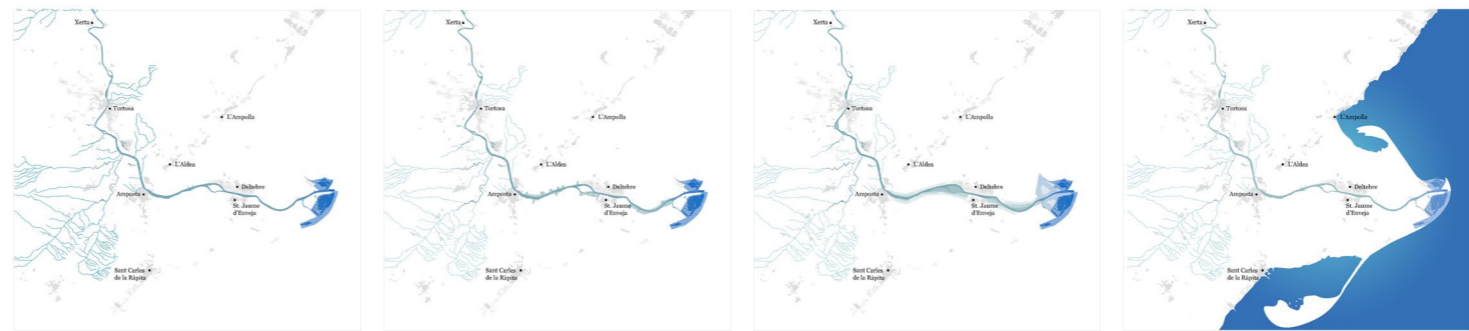 Xerta
Tortosa
L'Ampolla
L'Aldea
Amposta
Deltebre
St. Jaume
d'Enveja
Sant Carles
de la Ràpita
Xerta
Tortosa
L'Ampolla
L'Aldea
Amposta
Deltebre
St. Jaume
d'Enveja
Sant Carles
de la Ràpita
Xerta
Tortosa
L'Ampolla
L'Aldea
Amposta
Deltebre
St. Jaume
d'Enveja
Sant Carles
de la Ràpita
Xerta
Tortosa
L'Ampolla
L'Aldea
Amposta
Deltebre
St. Jaume
d'Enveja
Sant Carles
de la Ràpita